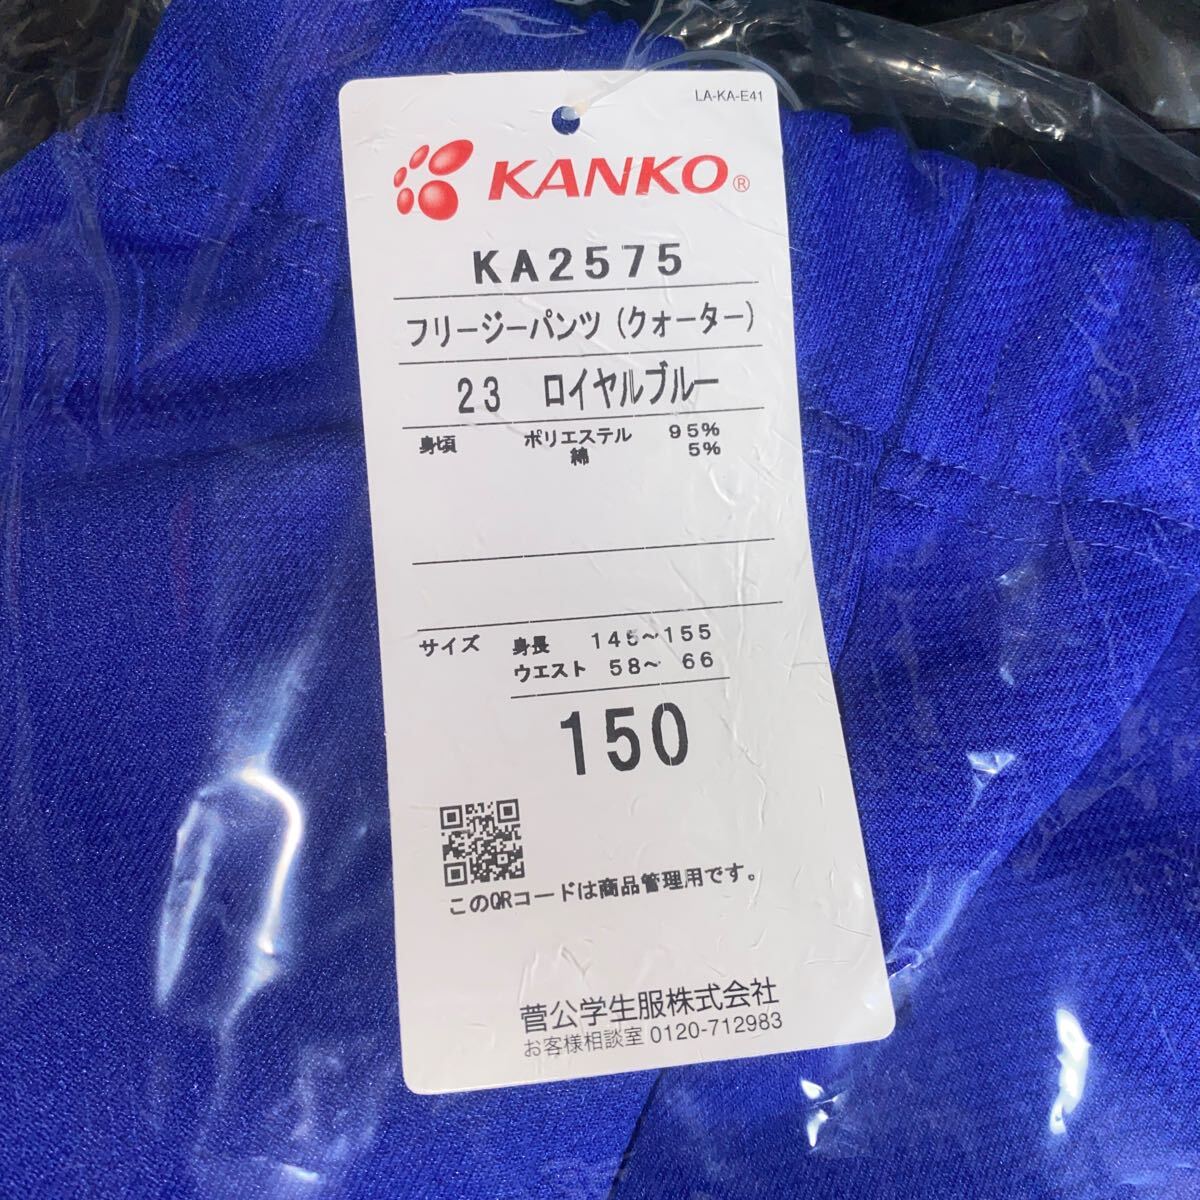 LA-KA-E41
KANKO®
KA2575
フリージーパンツ(クォーター)
23 ロイヤルブルー
身頃 ポリエステル 95%
綿 5%
サイズ 身長 145~155
ウエスト 58~ 66
150
このQRコードは商品管理用です。
菅公学生服株式会社
お客様相談室 0120-712983